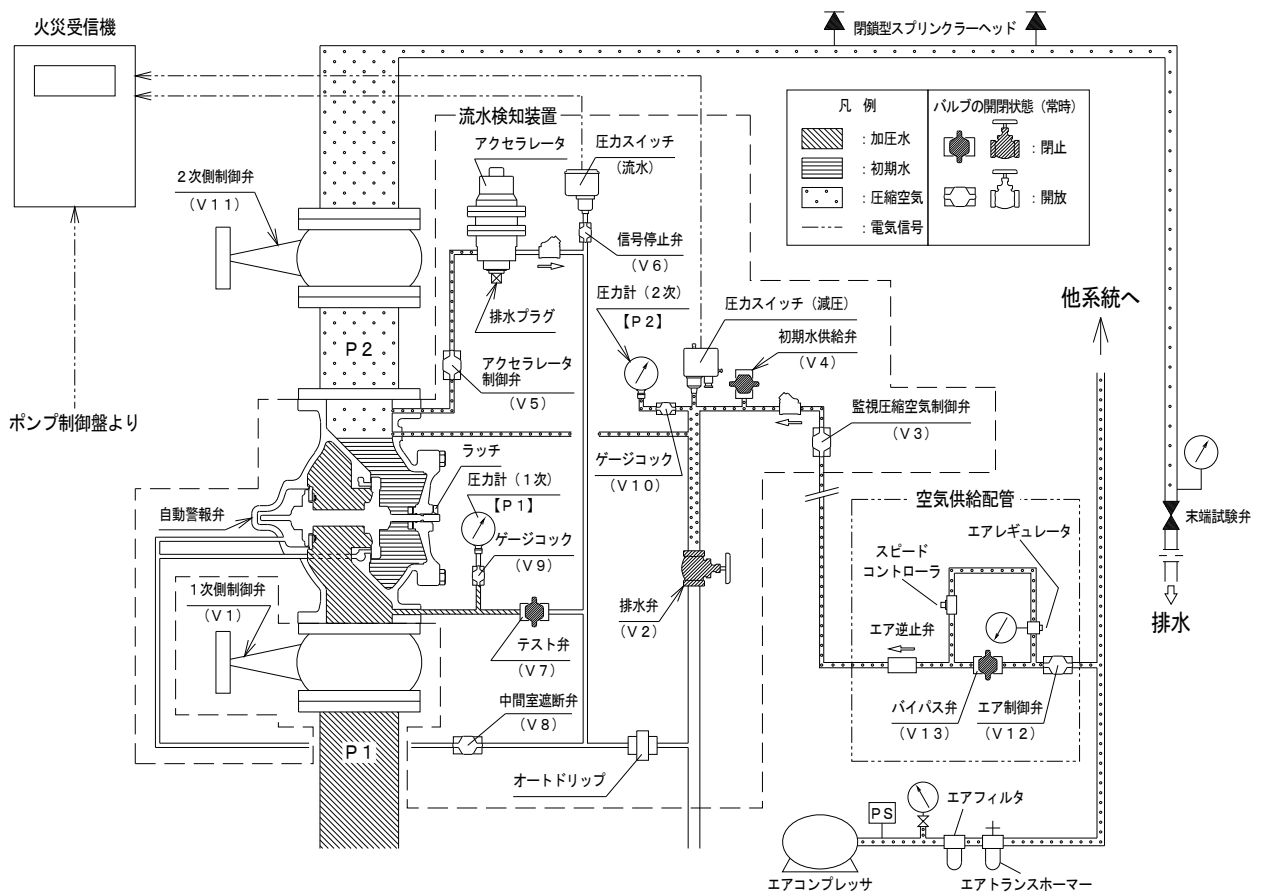 火災受信機
閉鎖型スプリンクラーヘッド
凡 例
バルブの開閉状態（常時）
：加圧水
：初期水
：圧縮空気
：電気信号
：閉止
：開放
流水検知装置
アクセラレータ
圧力スイッチ
（流水）
２次側制御弁
（Ｖ１１）
信号停止弁
（Ｖ６）
排水プラグ
圧力計（２次）
【Ｐ２】
圧力スイッチ（減圧）
初期水供給弁
（Ｖ４）
他系統へ
Ｐ２
アクセラレータ
制御弁
（Ｖ５）
監視圧縮空気制御弁
（Ｖ３）
ポンプ制御盤より
ラッチ
圧力計（１次）
【Ｐ１】
ゲージコック
（Ｖ１０）
自動警報弁
ゲージコック
（Ｖ９）
空気供給配管
末端試験弁
スピード
コントローラ
エアレギュレータ
１次側制御弁
（Ｖ１）
排水弁
（Ｖ２）
排水
テスト弁
（Ｖ７）
エア逆止弁
中間室遮断弁
（Ｖ８）
バイパス弁
（Ｖ１３）
エア制御弁
（Ｖ１２）
Ｐ１
オートドリップ
ＰＳ
エアフィルタ
エアコンプレッサ
エアトランスホーマー